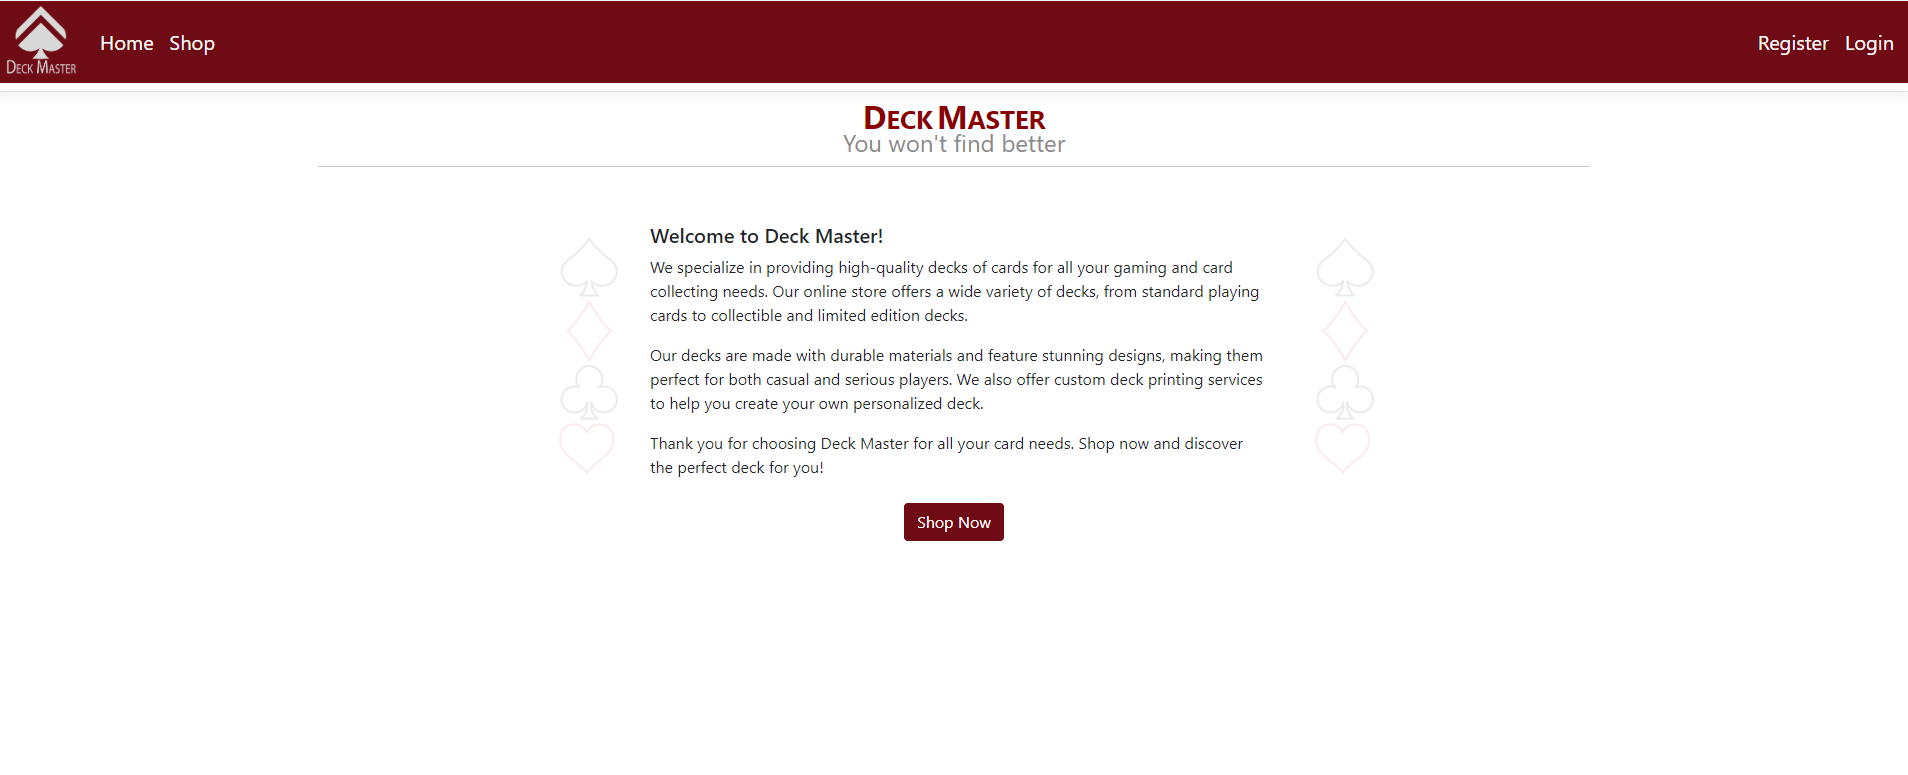 DECK MASTER
Home Shop
Register Login
DECK MASTER
You won't find better
Welcome to Deck Master!
We specialize in providing high-quality decks of cards for all your gaming and card
collecting needs. Our online store offers a wide variety of decks, from standard playing
cards to collectible and limited edition decks.
Our decks are made with durable materials and feature stunning designs, making them
perfect for both casual and serious players. We also offer custom deck printing services
to help you create your own personalized deck.
Thank you for choosing Deck Master for all your card needs. Shop now and discover
the perfect deck for you!
Shop Now